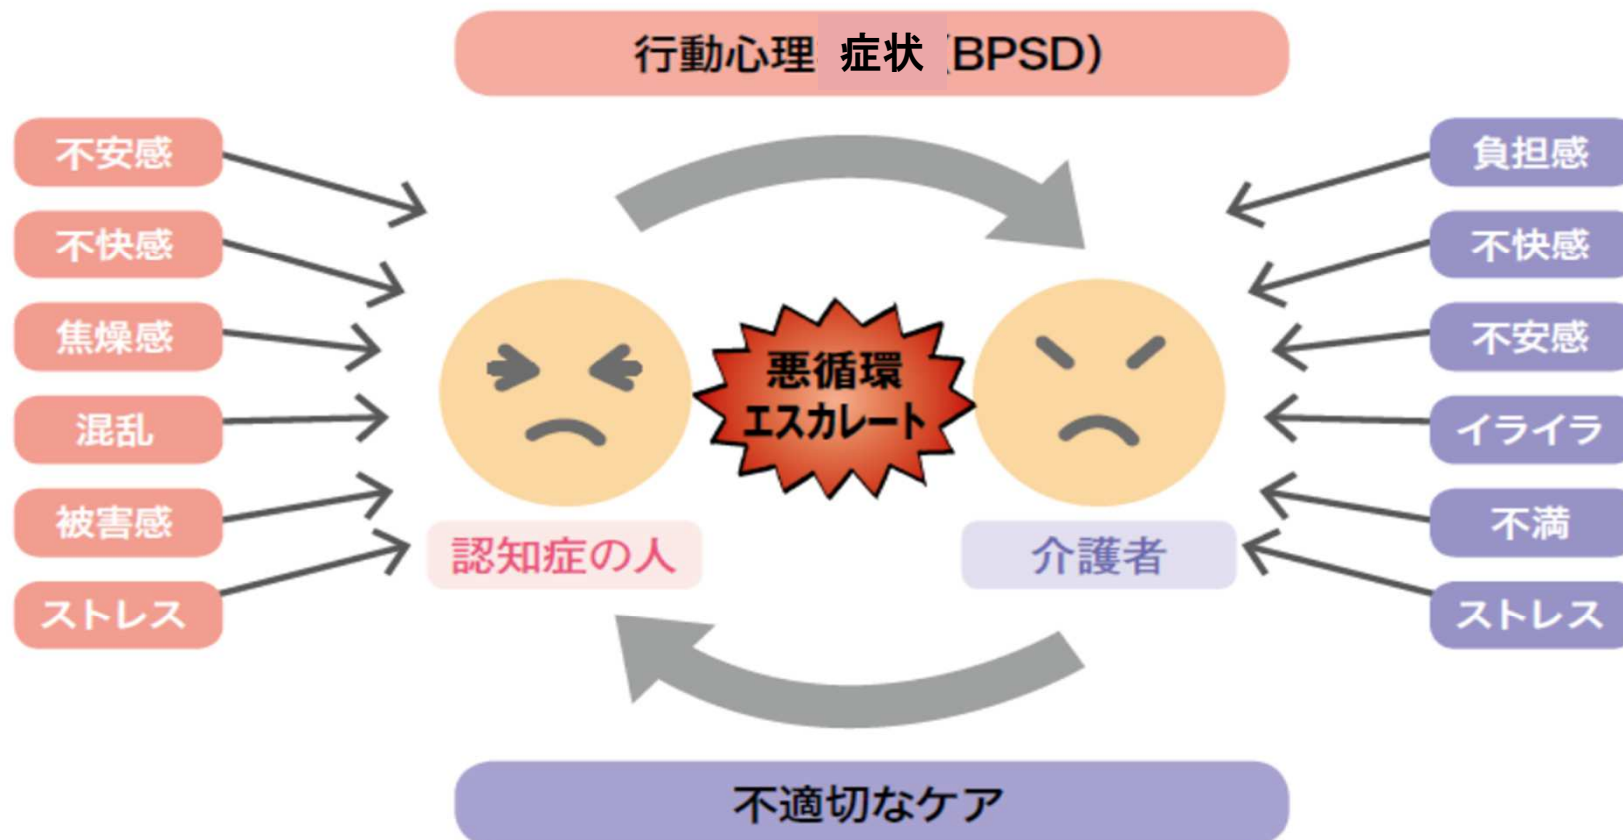 行動心理症状(BPSD)
不安感
不快感
焦燥感
混乱
被害感
ストレス
悪循環
エスカレート
認知症の人
介護者
負担感
不快感
不安感
イライラ
不満
ストレス
不適切なケア